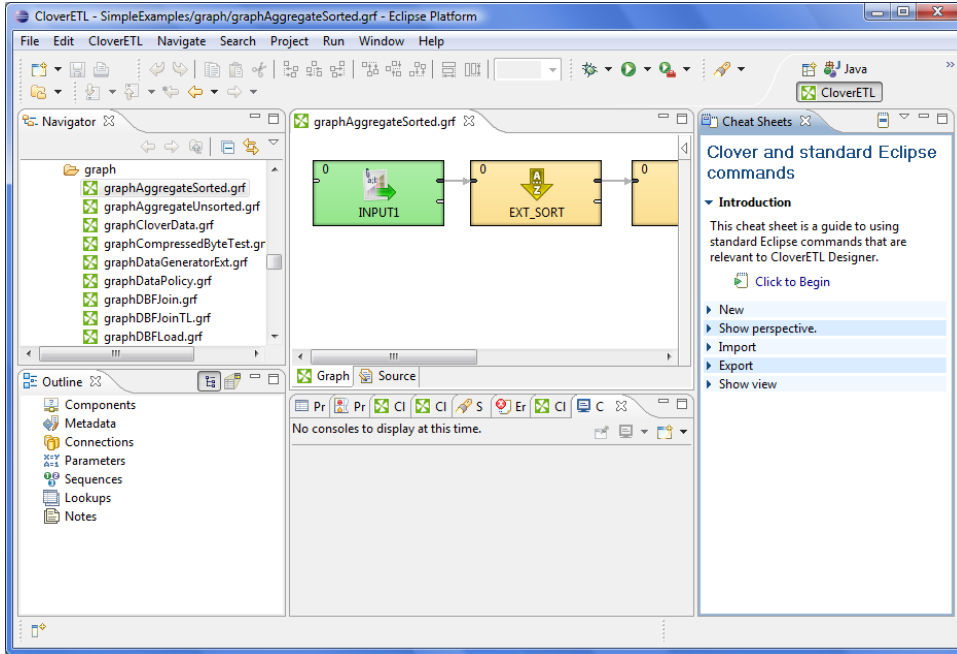 CloverETL - SimpleExamples/graph/graphAggregateSorted.grf - Eclipse Platform
File Edit CloverETL Navigate Search Project Run Window Help
Java
CloverETL
Navigator
graph
graphAggregateSorted.grf
graphAggregateUnsorted.grf
graphCloverData.grf
graphCompressedByteTest.gr
graphDataGeneratorExt.grf
graphDataPolicy.grf
graphDBFJoin.grf
graphDBFJoinTL.grf
graphDBFLoad.grf
Outline
Components
Metadata
Connections
Parameters
Sequences
Lookups
Notes
graphAggregateSorted.grf
0
INPUT1
0
EXT_SORT
0
Graph Source
Pr Pr Cl Cl S Er Cl C
No consoles to display at this time.
Cheat Sheets
Clover and standard Eclipse
commands
Introduction
This cheat sheet is a guide to using
standard Eclipse commands that are
relevant to CloverETL Designer.
Click to Begin
New
Show perspective.
Import
Export
Show view